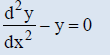 d²y/dx² − y = 0